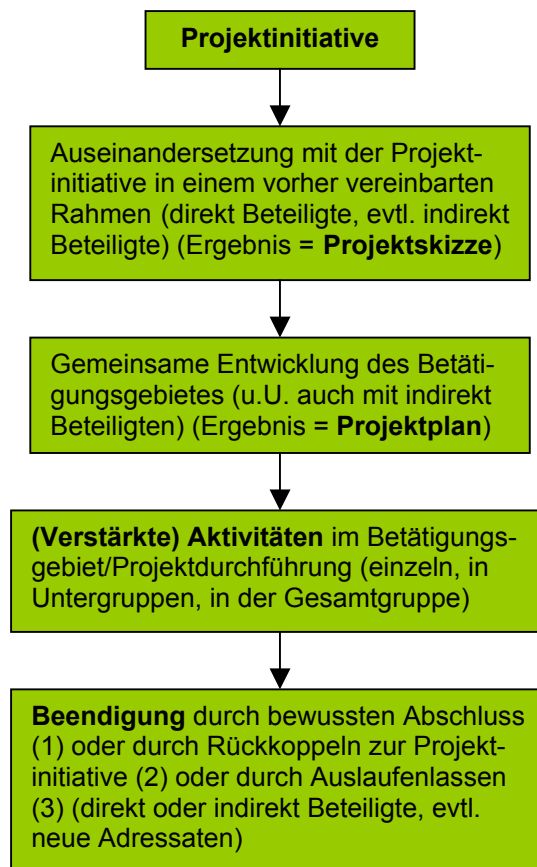 Projektinitiative
Auseinandersetzung mit der Projekt-
initiative in einem vorher vereinbarten
Rahmen (direkt Beteiligte, evtl. indirekt
Beteiligte) (Ergebnis = Projektskizze)
Gemeinsame Entwicklung des Betäti-
gungsgebietes (u.U. auch mit indirekt
Beteiligten) (Ergebnis = Projektplan)
(Verstärkte) Aktivitäten im Betätigungs-
gebiet/Projektdurchführung (einzeln, in
Untergruppen, in der Gesamtgruppe)
Beendigung durch bewussten Abschluss
(1) oder durch Rückkoppeln zur Projekt-
initiative (2) oder durch Auslaufenlassen
(3) (direkt oder indirekt Beteiligte, evtl.
neue Adressaten)